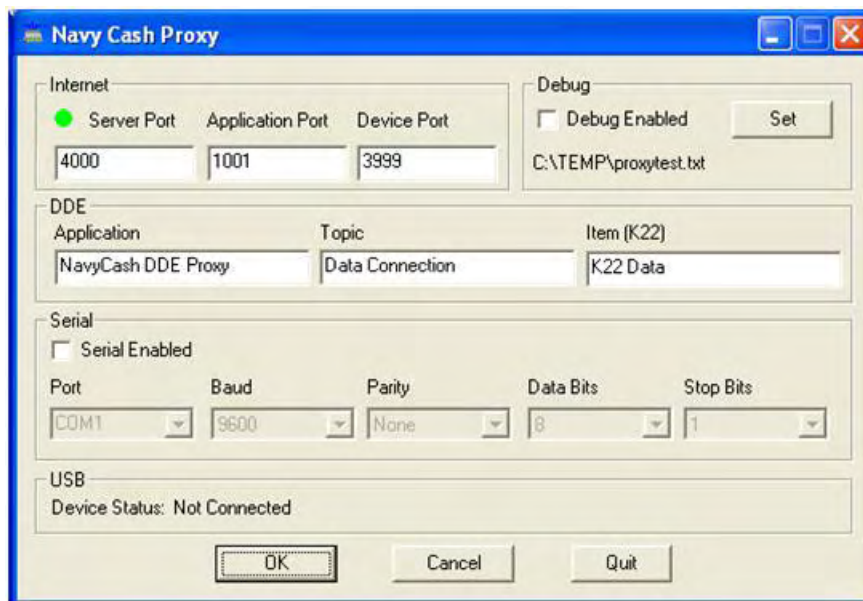 Navy Cash Proxy
Internet
Server Port Application Port Device Port
4000 1001 3999
Debug
Debug Enabled Set
C:\TEMP\proxytest.txt
DDE
Application Topic Item (K22)
NavyCash DDE Proxy Data Connection K22 Data
Serial
Serial Enabled
Port Baud Parity Data Bits Stop Bits
COM1 9600 None 8 1
USB
Device Status: Not Connected
OK Cancel Quit